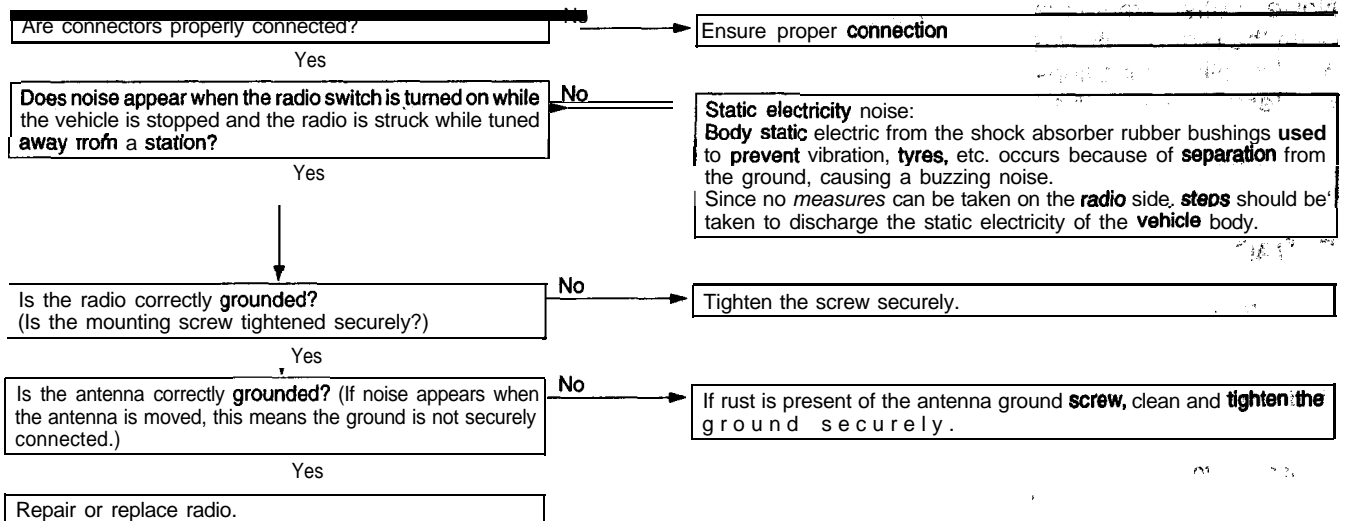 Are connectors properly connected?
No
Ensure proper connection
Yes
Does noise appear when the radio switch is turned on while
the vehicle is stopped and the radio is struck while tuned
away from a station?
No
Static electricity noise:
Body static electric from the shock absorber rubber bushings used
to prevent vibration, tyres, etc. occurs because of separation from
the ground, causing a buzzing noise.
Since no measures can be taken on the radio side, steps should be
taken to discharge the static electricity of the vehicle body.
Yes
Is the radio correctly grounded?
(Is the mounting screw tightened securely?)
No
Tighten the screw securely.
Yes
Is the antenna correctly grounded? (If noise appears when
the antenna is moved, this means the ground is not securely
connected.)
No
If rust is present of the antenna ground screw, clean and tighten the
ground securely.
Yes
Repair or replace radio.